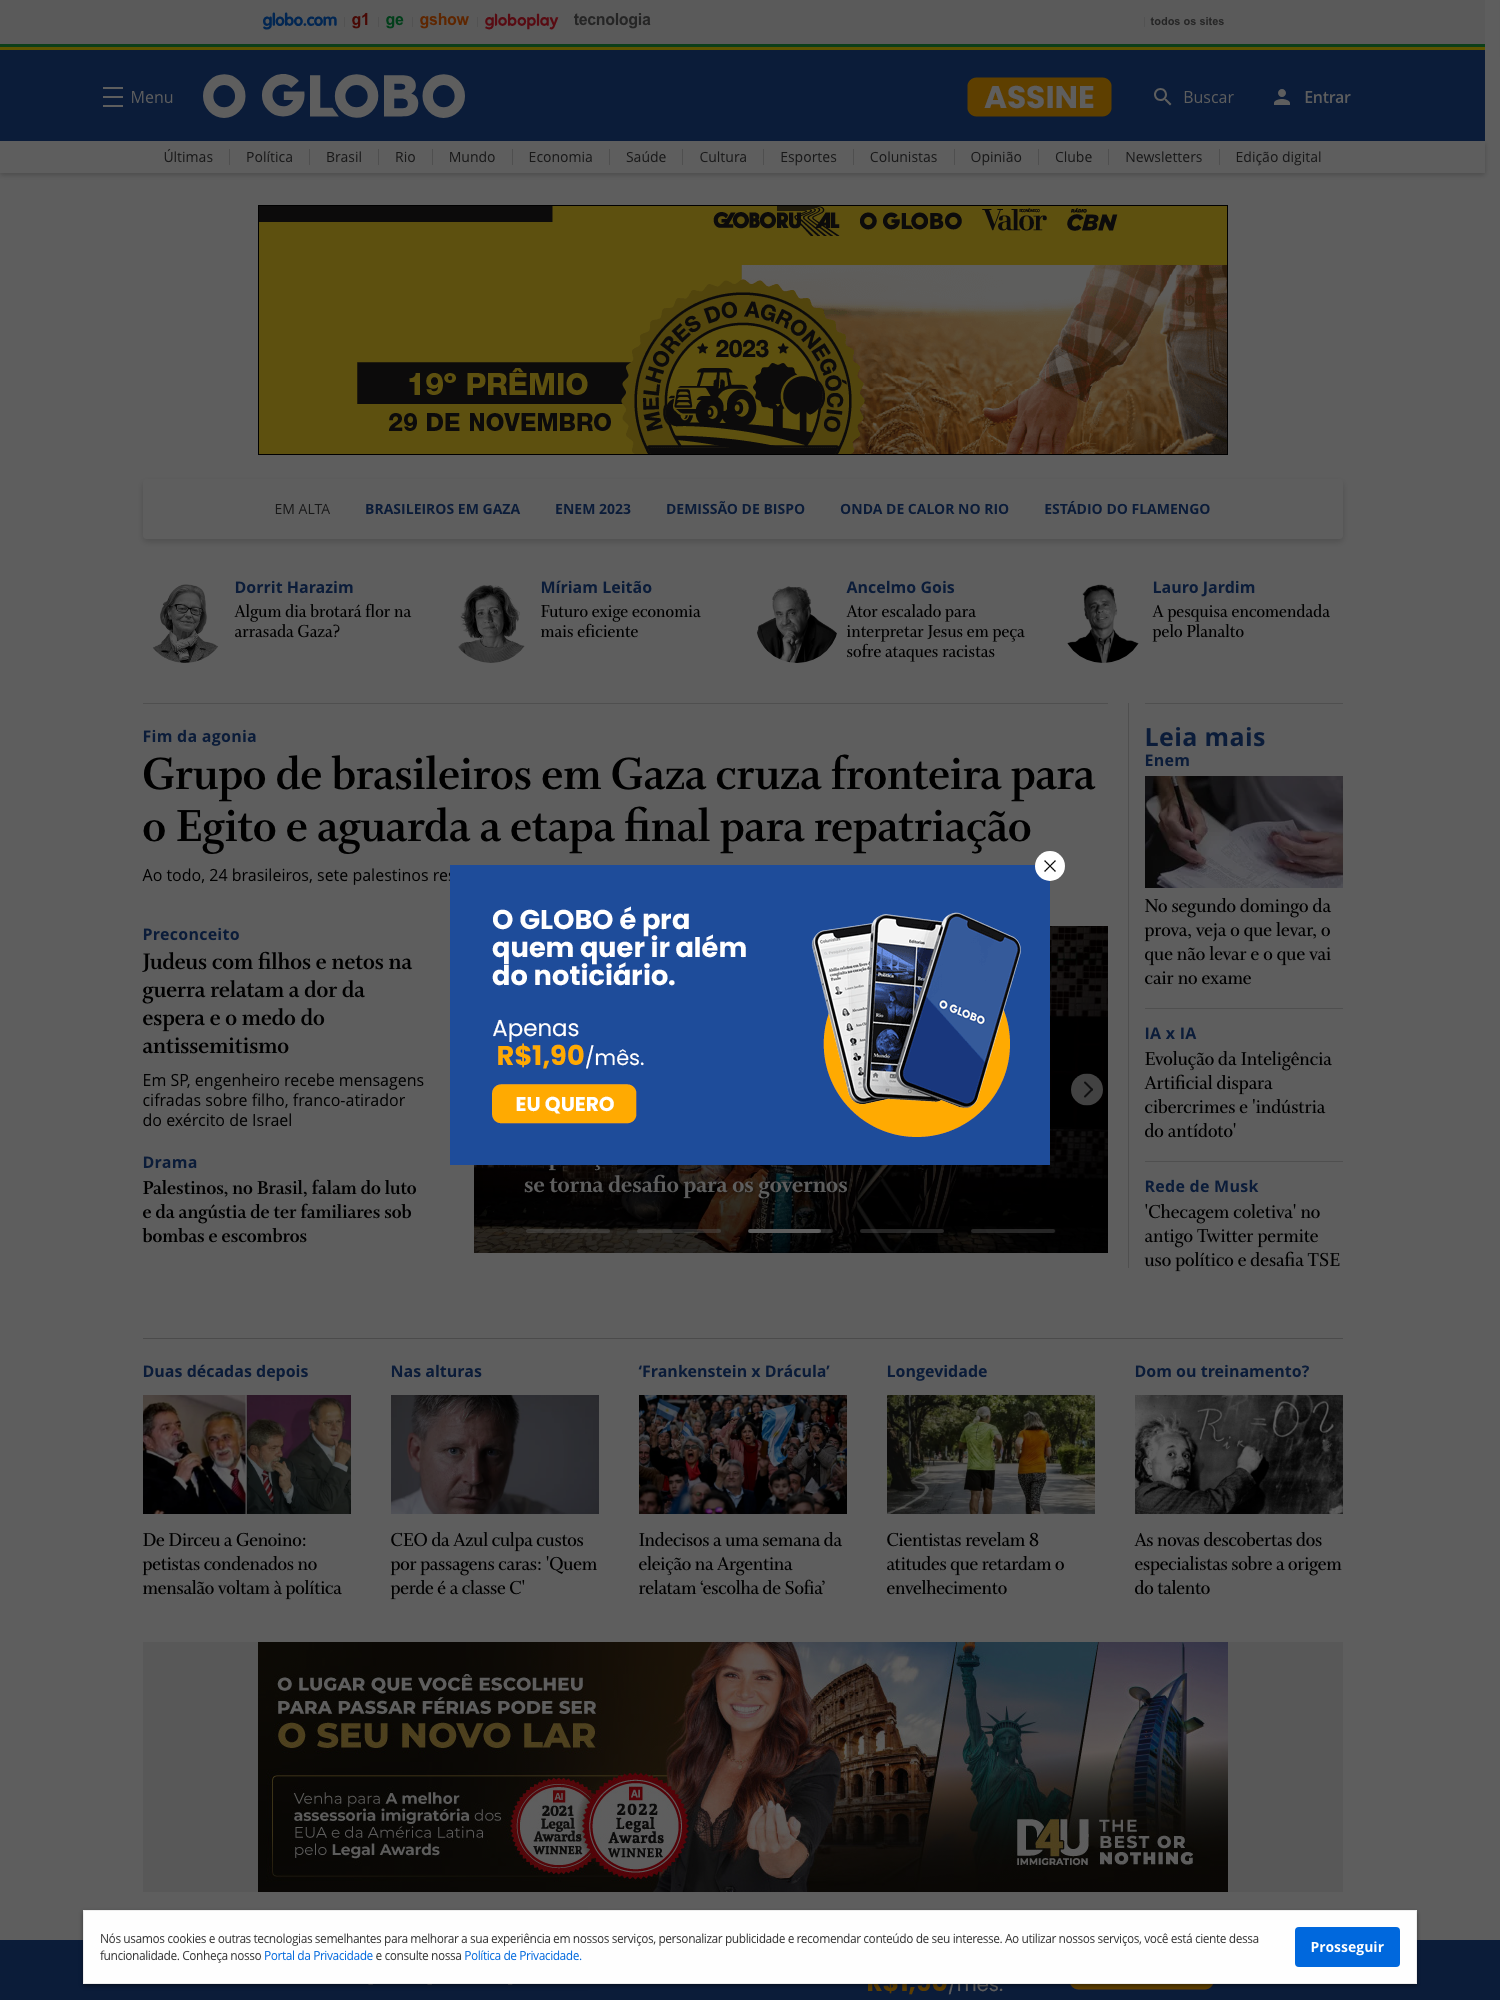 globo.com g1 ge gshow globoplay tecnologia todos os sites
Menu O GLOBO ASSINE Buscar Entrar
Últimas Política Brasil Rio Mundo Economia Saúde Cultura Esportes Colunistas Opinião Clube Newsletters Edição digital
GLOBORURAL O GLOBO Valor CBN
MELHORES DO AGRONEGÓCIO
2023
19º PRÊMIO
29 DE NOVEMBRO
EM ALTA BRASILEIROS EM GAZA ENEM 2023 DEMISSÃO DE BISPO ONDA DE CALOR NO RIO ESTÁDIO DO FLAMENGO
Dorrit Harazim
Algum dia brotará flor na
arrasada Gaza?
Míriam Leitão
Futuro exige economia
mais eficiente
Ancelmo Gois
Ator escalado para
interpretar Jesus em peça
sofre ataques racistas
Lauro Jardim
A pesquisa encomendada
pelo Planalto
Fim da agonia
Grupo de brasileiros em Gaza cruza fronteira para
o Egito e aguarda a etapa final para repatriação
Ao todo, 24 brasileiros, sete palestinos
Preconceito
Judeus com filhos e netos na
guerra relatam a dor da
espera e o medo do
antissemitismo
Em SP, engenheiro recebe mensagens
cifradas sobre filho, franco-atirador
do exército de Israel
Drama
Palestinos, no Brasil, falam do luto
e da angústia de ter familiares sob
bombas e escombros
O GLOBO é pra
quem quer ir além
do noticiário.
Apenas
R$1,90/mês.
EU QUERO
Editorias
Política
Rio
Mundo
O GLOBO
se torna desafio para os governos
Leia mais
Enem
No segundo domingo da
prova, veja o que levar, o
que não levar e o que vai
cair no exame
IA x IA
Evolução da Inteligência
Artificial dispara
cibercrimes e 'indústria
do antídoto'
Rede de Musk
'Checagem coletiva' no
antigo Twitter permite
uso político e desafia TSE
Duas décadas depois
De Dirceu a Genoino:
petistas condenados no
mensalão voltam à política
Nas alturas
CEO da Azul culpa custos
por passagens caras: 'Quem
perde é a classe C'
‘Frankenstein x Drácula’
Indecisos a uma semana da
eleição na Argentina
relatam ‘escolha de Sofia’
Longevidade
Cientistas revelam 8
atitudes que retardam o
envelhecimento
Dom ou treinamento?
As novas descobertas dos
especialistas sobre a origem
do talento
O LUGAR QUE VOCÊ ESCOLHEU
PARA PASSAR FÉRIAS PODE SER
O SEU NOVO LAR
Venha para A melhor
assessoria imigratória dos
EUA e da América Latina
pelo Legal Awards
AI
2021
Legal
Awards
WINNER
AI
2022
Legal
Awards
WINNER
D4U
IMMIGRATION
THE
BEST OR
NOTHING
Nós usamos cookies e outras tecnologias semelhantes para melhorar a sua experiência em nossos serviços, personalizar publicidade e recomendar conteúdo de seu interesse. Ao utilizar nossos serviços, você está ciente dessa
funcionalidade. Conheça nosso Portal da Privacidade e consulte nossa Política de Privacidade.
Prosseguir
R$1,90/mês.